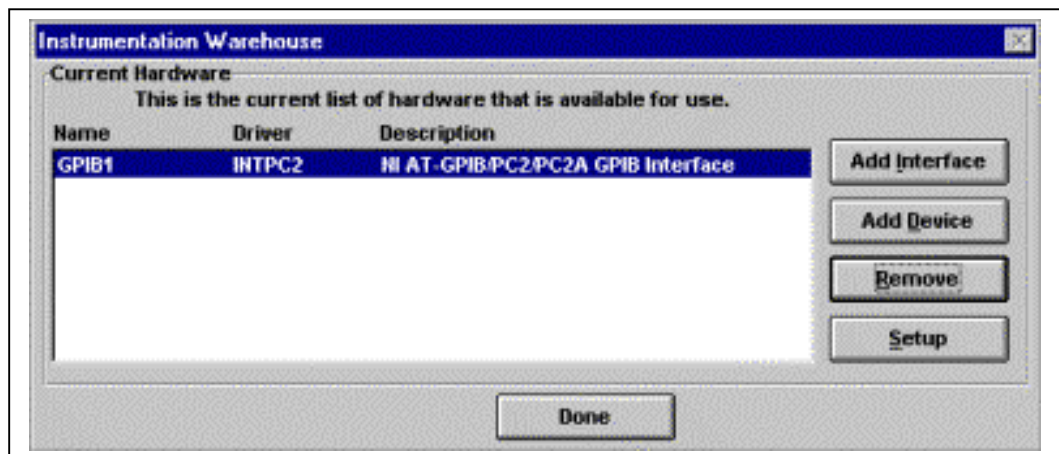 Instrumentation Warehouse
Current Hardware
This is the current list of hardware that is available for use.
Name Driver Description
GPIB1 INTPC2 NI AT-GPIB/PC2/PC2A GPIB Interface
Add Interface
Add Device
Remove
Setup
Done